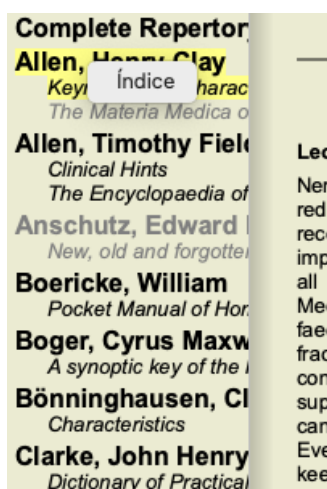 Complete Repertor
Allen, Henry Clay
Índice
Key harac
The Materia Medica o
Allen, Timothy Field
Clinical Hints
The Encyclopaedia of
Anschutz, Edward
New, old and forgotte
Boericke, William
Pocket Manual of Hom
Boger, Cyrus Maxw
A synoptic key of the
Bönninghausen, Cl
Characteristics
Clarke, John Henry
Dictionary of Practical
Lec
Ner
red
rec
imp
all
Me
fae
frac
con
sup
can
Eve
kee